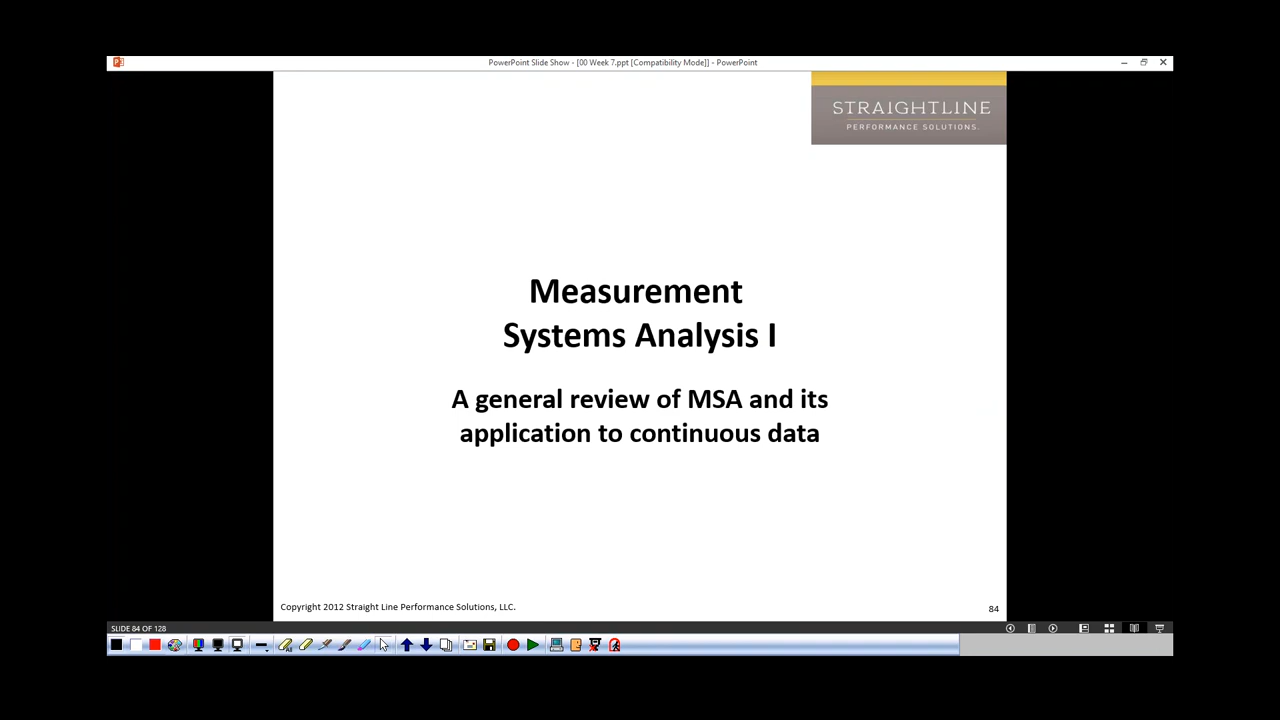 PowerPoint Slide Show - [00 Week 7.ppt [Compatibility Mode]] - PowerPoint
STRAIGHTLINE
PERFORMANCE SOLUTIONS.
Measurement
Systems Analysis I
A general review of MSA and its
application to continuous data
Copyright 2012 Straight Line Performance Solutions, LLC.
84
SLIDE 84 OF 128